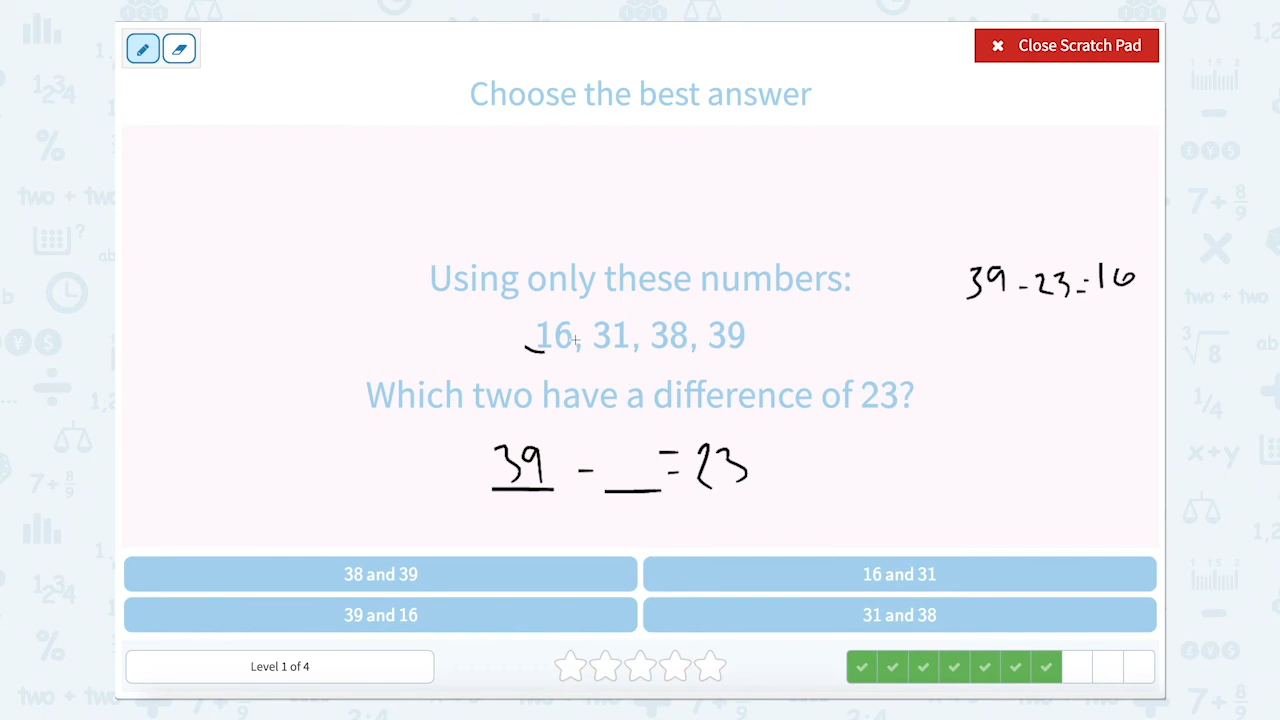 Close Scratch Pad
Choose the best answer
Using only these numbers:
39 - 23 = 16
16, 31, 38, 39
Which two have a difference of 23?
39 - __ = 23
38 and 39
16 and 31
39 and 16
31 and 38
Level 1 of 4